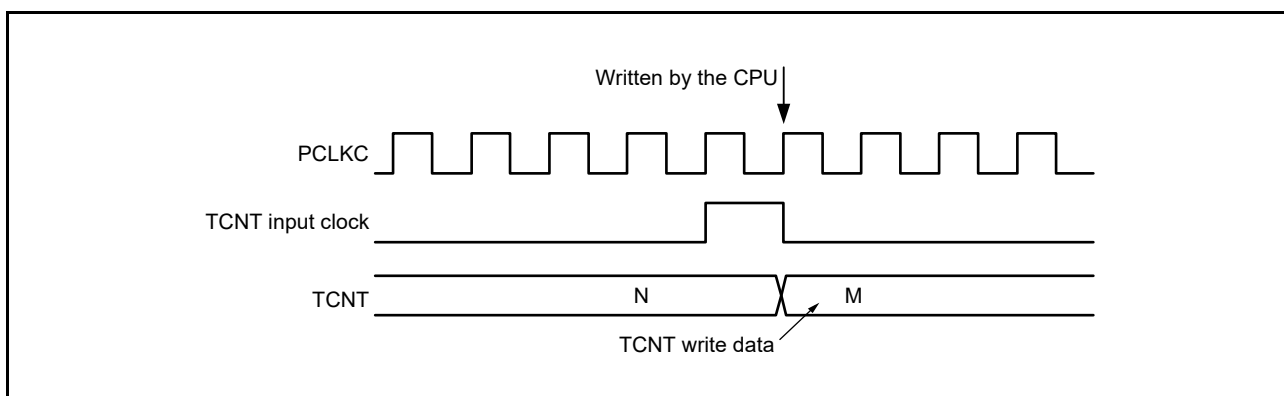 Written by the CPU
PCLKC
TCNT input clock
TCNT
N
M
TCNT write data